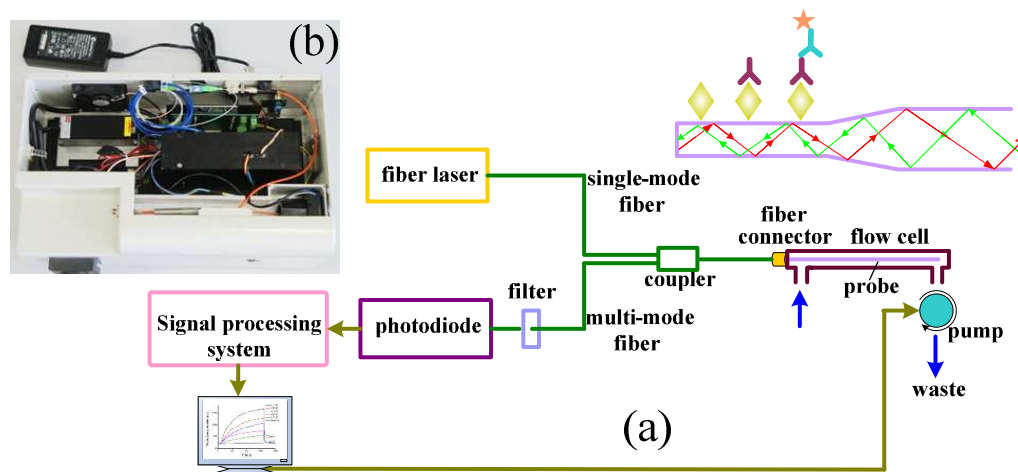 (b)
fiber laser
single-mode
fiber
fiber
connector
flow cell
coupler
probe
filter
photodiode
Signal processing
system
multi-mode
fiber
pump
waste
(a)